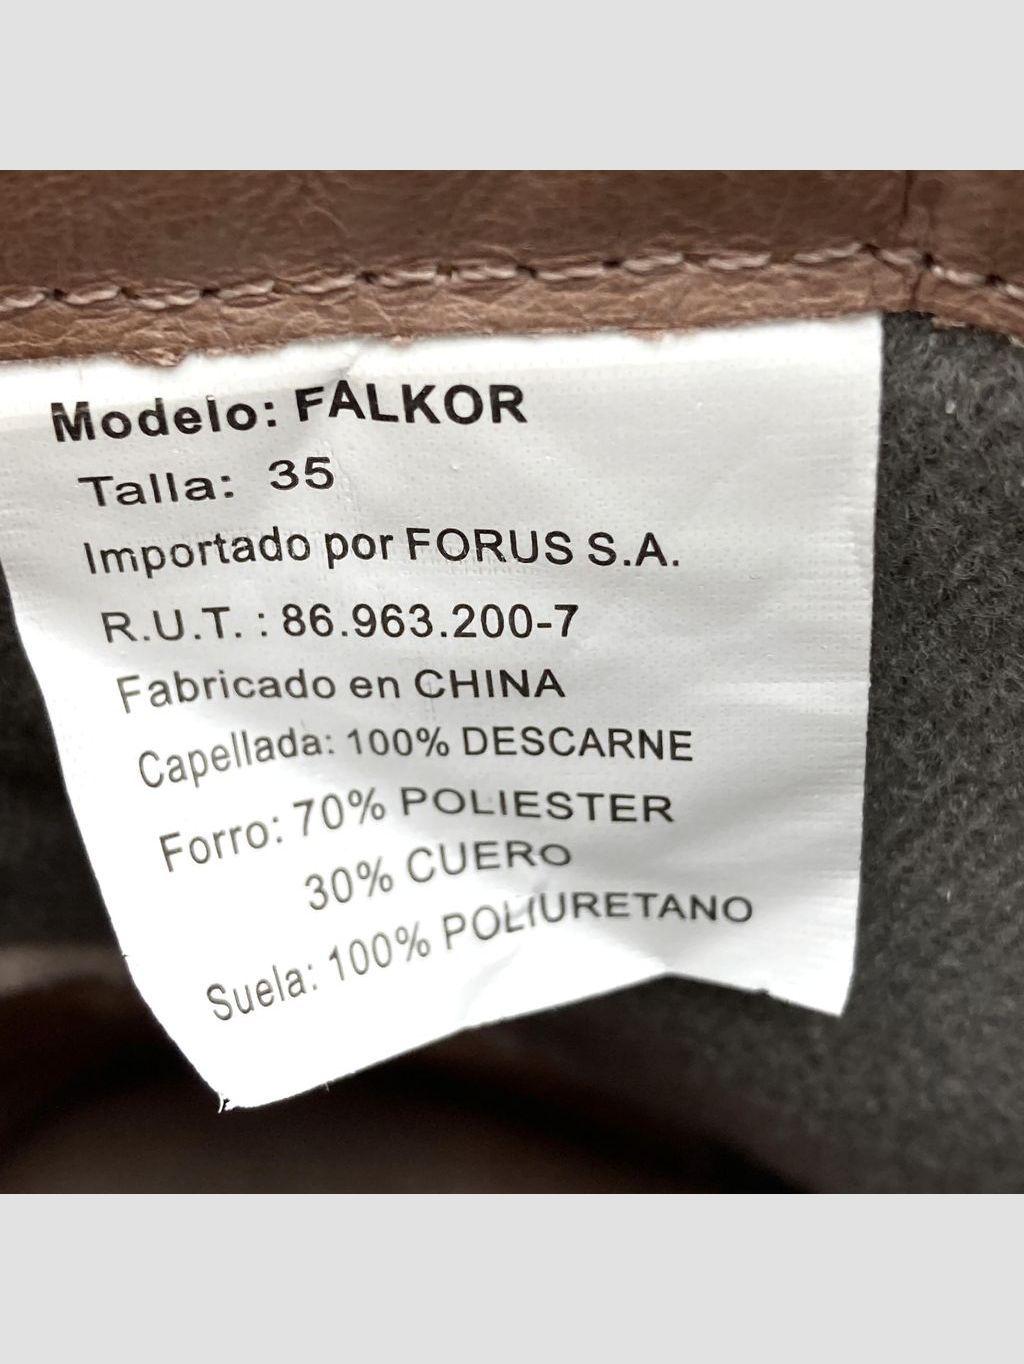 Modelo: FALKOR
Talla: 35
Importado por FORUS S.A.
R.U.T. : 86.963.200-7
Fabricado en CHINA
Capellada: 100% DESCARNE
Forro: 70% POLIESTER
30% CUERO
Suela: 100% POLIURETANO